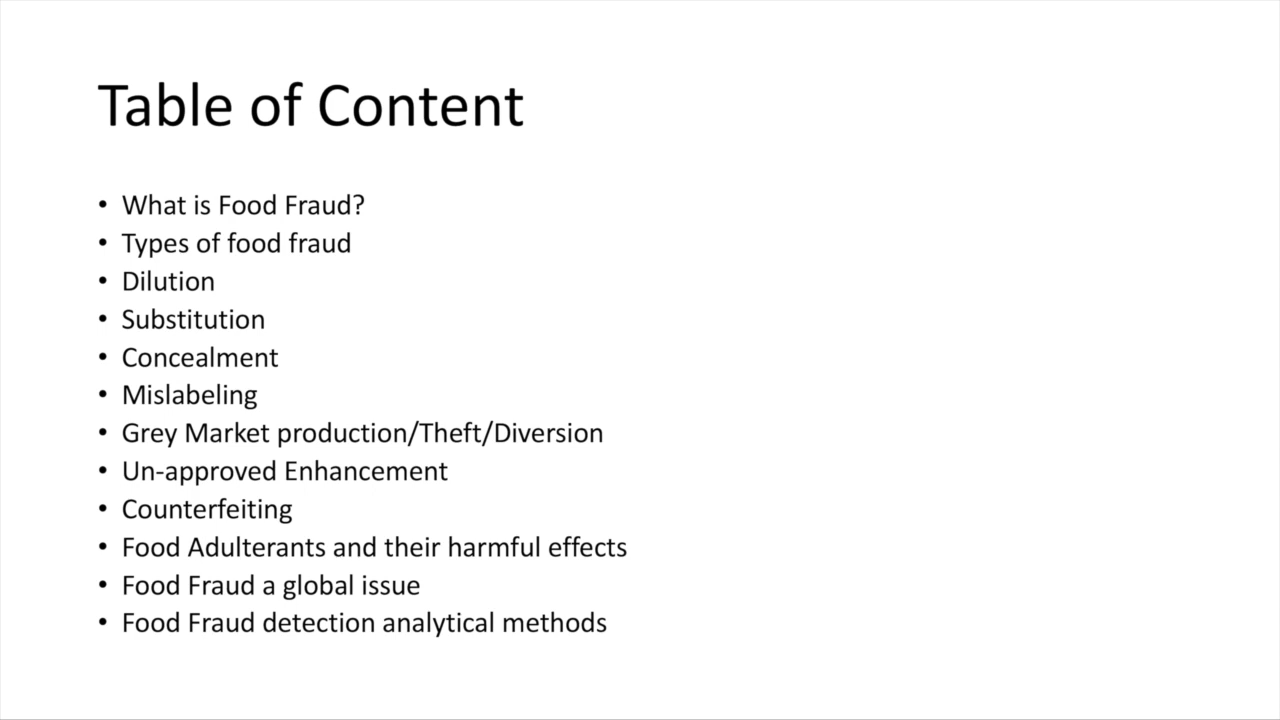 Table of Content
• What is Food Fraud?
• Types of food fraud
• Dilution
• Substitution
• Concealment
• Mislabeling
• Grey Market production/Theft/Diversion
• Un-approved Enhancement
• Counterfeiting
• Food Adulterants and their harmful effects
• Food Fraud a global issue
• Food Fraud detection analytical methods